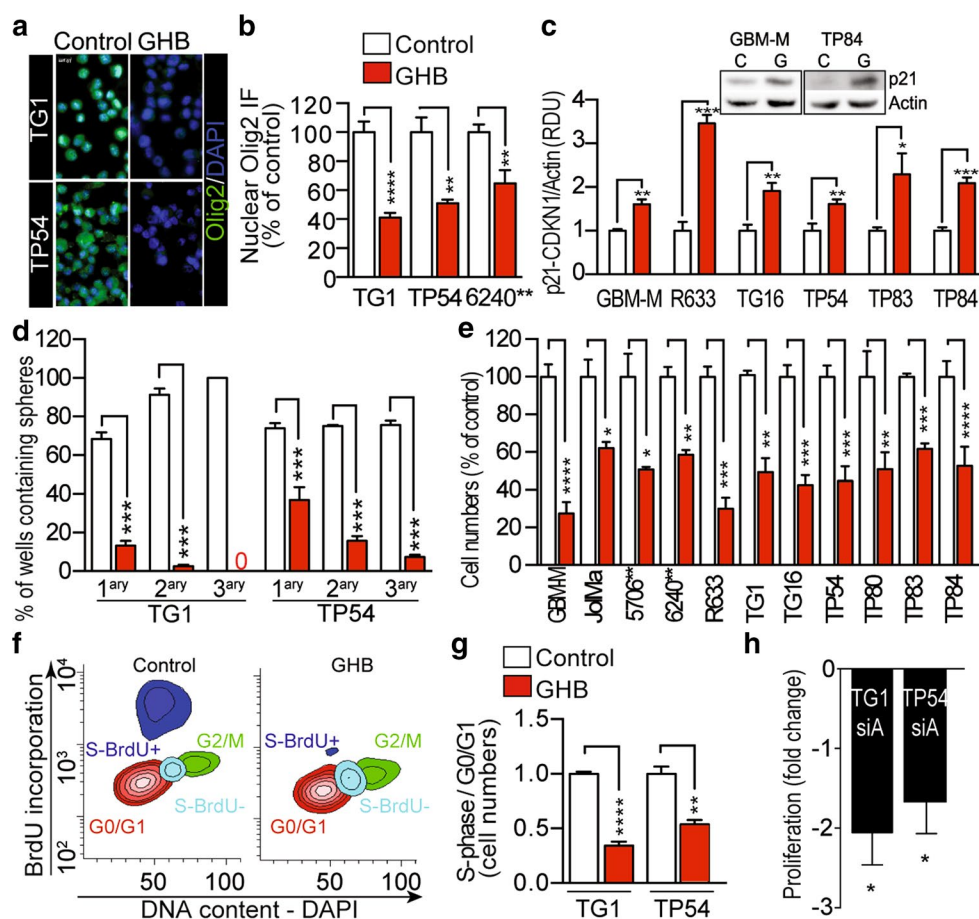 a
Control GHB
TG1
TP54
Olig2/DAPI
b
Control
GHB
Nuclear Olig2 IF
(% of control)
120
100
80
60
40
20
0
****
**
**
TG1 TP54 6240**
c
GBM-M TP84
C G C G
p21
Actin
p21-CDKN1/Actin (RDU)
4
3
2
1
0
**
***
**
**
*
***
GBM-M R633 TG16 TP54 TP83 TP84
d
% of wells containing spheres
100
80
60
40
20
0
***
***
0
***
***
***
1ary 2ary 3ary 1ary 2ary 3ary
TG1 TP54
e
Cell numbers (% of control)
120
100
80
60
40
20
0
****
*
*
**
***
**
***
***
**
***
****
GBM-M
JolMa
5706**
6240**
R633
TG1
TG16
TP54
TP80
TP83
TP84
f
Control GHB
BrdU incorporation
104
103
102
S-BrdU+
G2/M
S-BrdU-
G0/G1
S-BrdU+
G2/M
S-BrdU-
G0/G1
50 100 50 100
DNA content - DAPI
g
Control
GHB
S-phase / G0/G1
(cell numbers)
1.5
1.0
0.5
0.0
****
**
TG1 TP54
h
Proliferation (fold change)
0
-1
-2
-3
TG1 TP54
siA siA
*
*